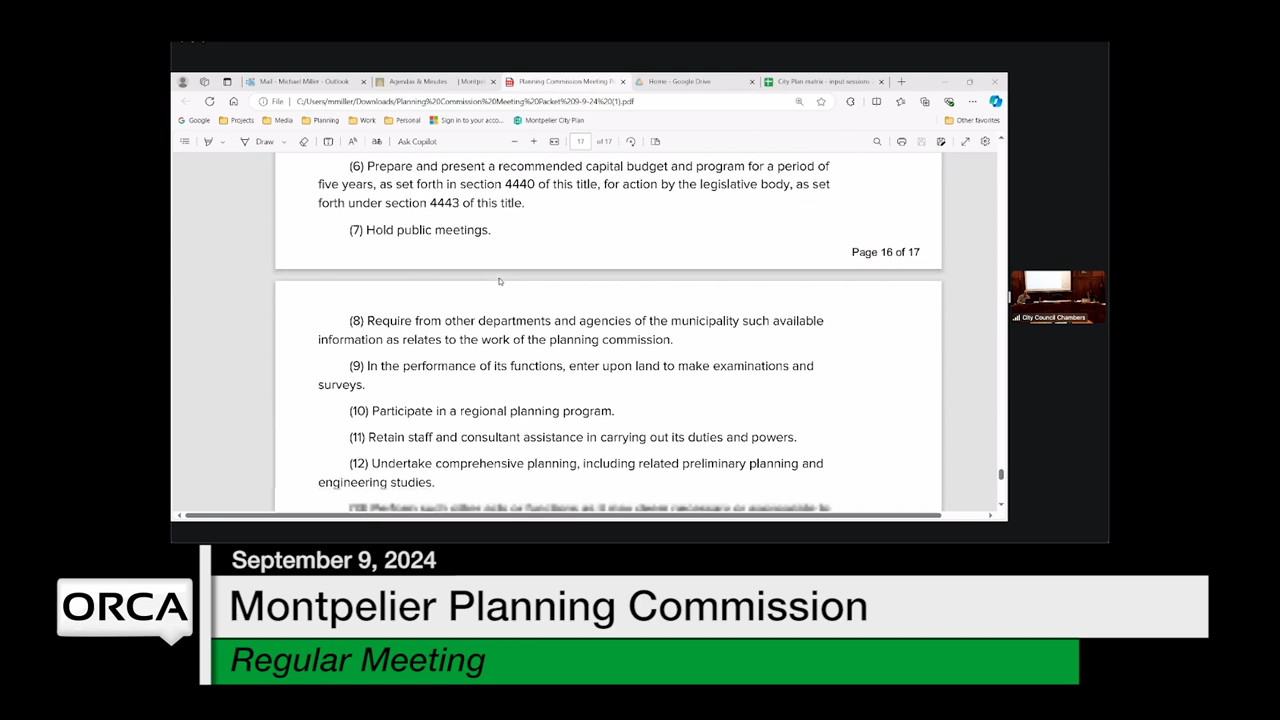 Mail - Michael Miller - Outlook
Agendas & Minutes | Montpel
Planning Commission Meeting P
Home - Google Drive
City Plan matrix - input sessions
File
C:/Users/mmiller/Downloads/Planning%20Commission%20Meeting%20Packet%209-9-24%20(1).pdf
Google
Projects
Media
Planning
Work
Personal
Sign in to your acco...
Montpelier City Plan
Other favorites
Draw
Ask Copilot
17
of 17
(6) Prepare and present a recommended capital budget and program for a period of
five years, as set forth in section 4440 of this title, for action by the legislative body, as set
forth under section 4443 of this title.
(7) Hold public meetings.
Page 16 of 17
(8) Require from other departments and agencies of the municipality such available
information as relates to the work of the planning commission.
(9) In the performance of its functions, enter upon land to make examinations and
surveys.
(10) Participate in a regional planning program.
(11) Retain staff and consultant assistance in carrying out its duties and powers.
(12) Undertake comprehensive planning, including related preliminary planning and
engineering studies.
City Council Chambers
September 9, 2024
ORCA
Montpelier Planning Commission
Regular Meeting